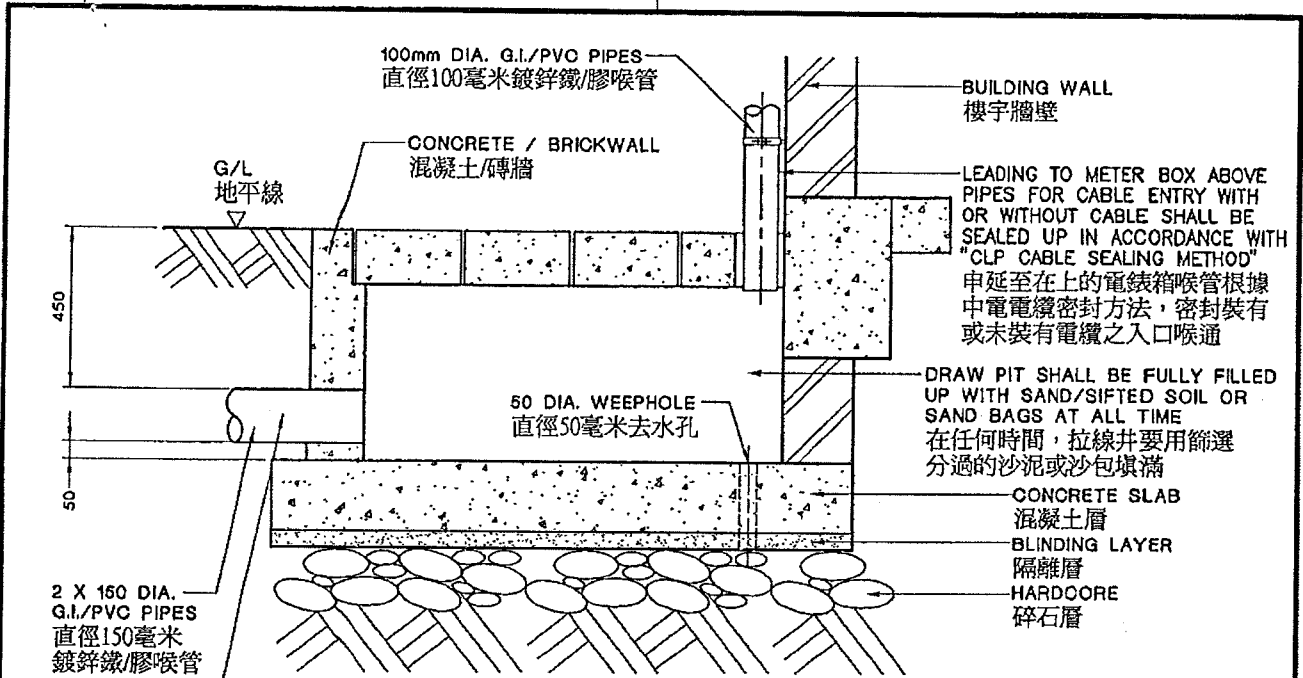 100mm DIA. G.I./PVC PIPES
直徑100毫米鍍鋅鐵/膠喉管
CONCRETE / BRICKWALL
混凝土/磚牆
G/L
地平線
BUILDING WALL
樓宇牆壁
LEADING TO METER BOX ABOVE
PIPES FOR CABLE ENTRY WITH
OR WITHOUT CABLE SHALL BE
SEALED UP IN ACCORDANCE WITH
"CLP CABLE SEALING METHOD"
申延至在上的電錶箱喉管根據
中電電纜密封方法，密封裝有
或未裝有電纜之入口喉通
450
DRAW PIT SHALL BE FULLY FILLED
UP WITH SAND/SIFTED SOIL OR
SAND BAGS AT ALL TIME
在任何時間，拉線井要用篩選
分過的沙泥或沙包填滿
50 DIA. WEEPHOLE
直徑50毫米去水孔
50
CONCRETE SLAB
混凝土層
BLINDING LAYER
隔離層
HARDCORE
碎石層
2 X 150 DIA.
G.I./PVC PIPES
直徑150毫米
鍍鋅鐵/膠喉管